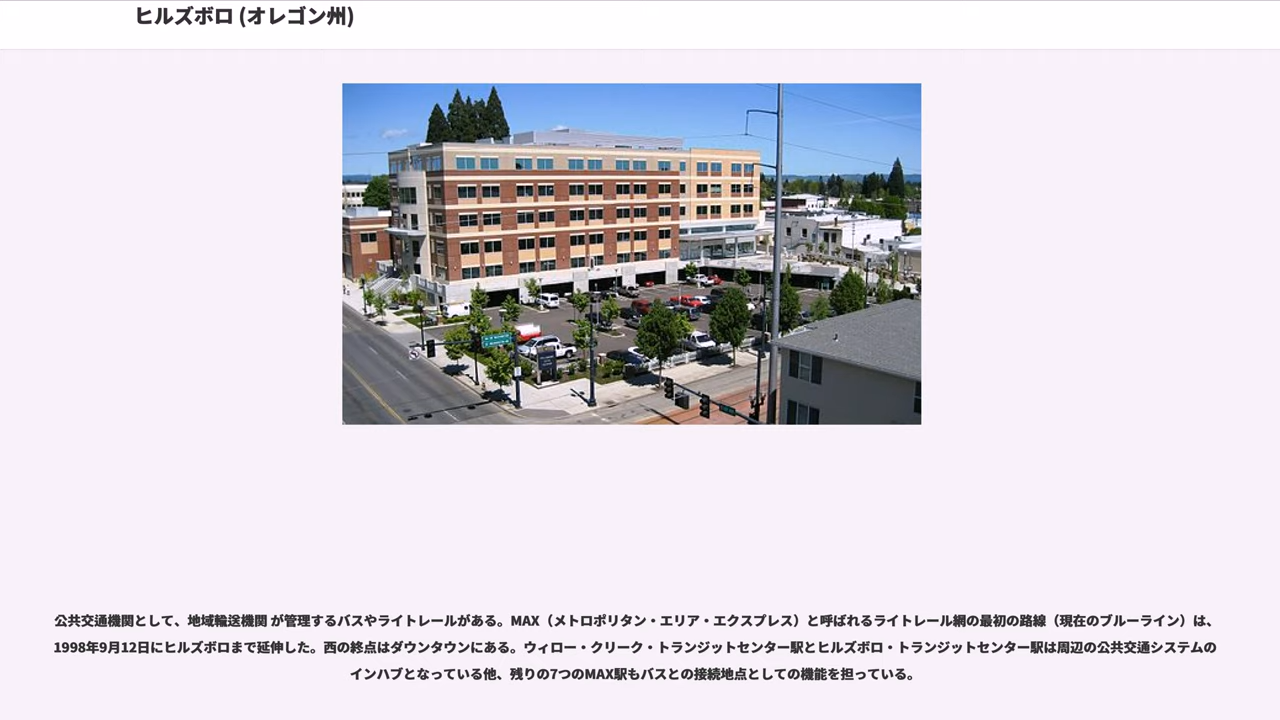 ヒルズボロ (オレゴン州)
公共交通機関として、地域輸送機関 が管理するバスやライトレールがある。MAX（メトロポリタン・エリア・エクスプレス）と呼ばれるライトレール網の最初の路線（現在のブルーライン）は、
1998年9月12日にヒルズボロまで延伸した。西の終点はダウンタウンにある。ウィロー・クリーク・トランジットセンター駅とヒルズボロ・トランジットセンター駅は周辺の公共交通システムの
インハブとなっている他、残りの7つのMAX駅もバスとの接続地点としての機能を担っている。